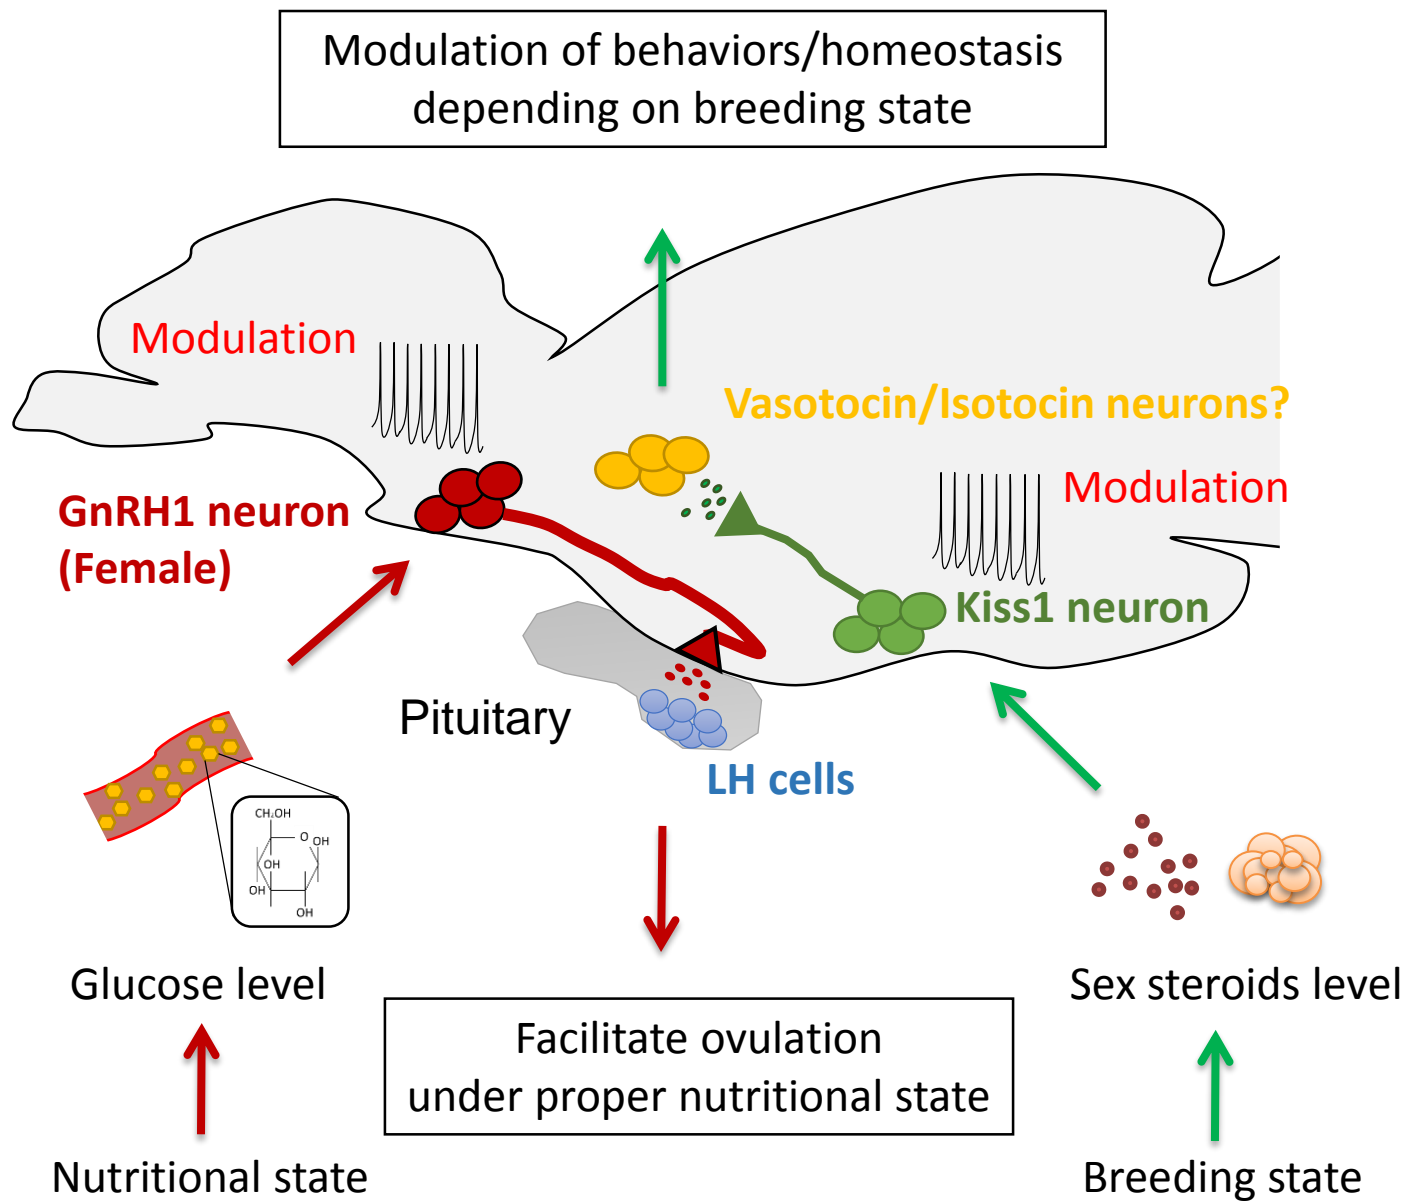 Modulation of behaviors/homeostasis
depending on breeding state
Modulation
Vasotocin/Isotocin neurons?
Modulation
GnRH1 neuron
(Female)
Kiss1 neuron
Pituitary
LH cells
CH₂OH
O
OH
OH
OH
OH
Glucose level
Sex steroids level
Facilitate ovulation
under proper nutritional state
Nutritional state
Breeding state